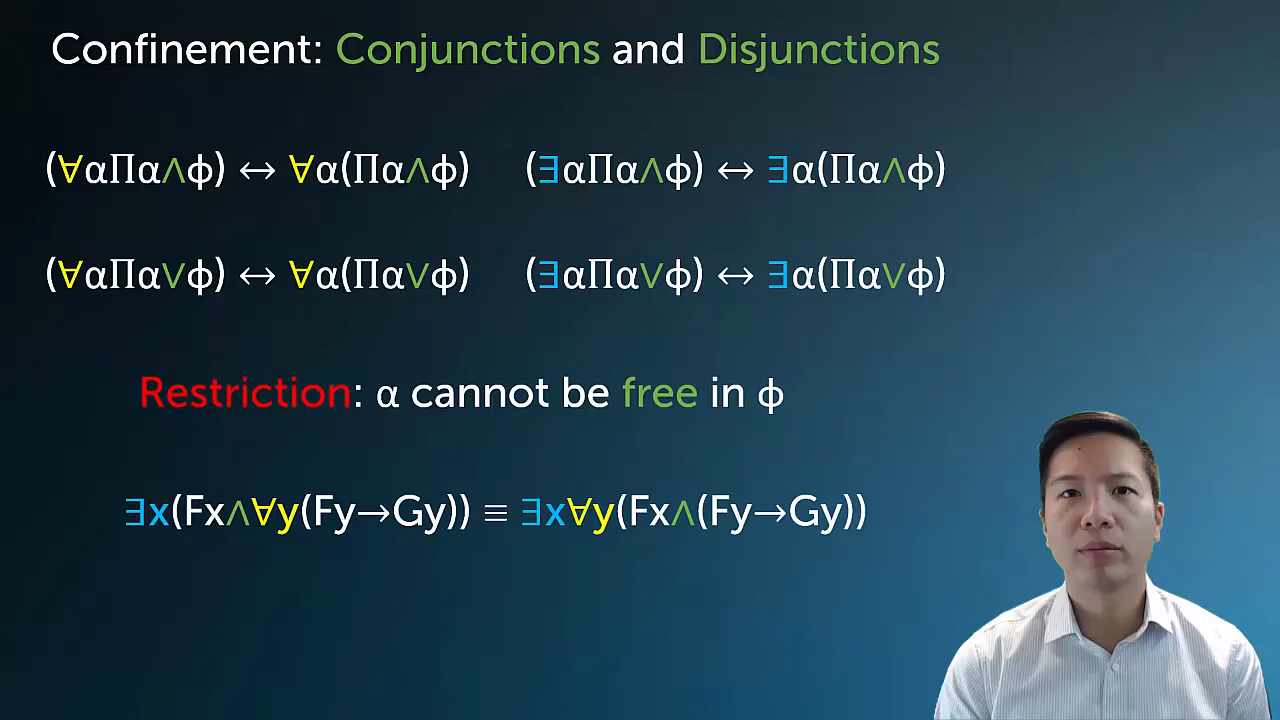 Confinement: Conjunctions and Disjunctions
(∀αΠα∧ϕ) ↔ ∀α(Πα∧ϕ) (∃αΠα∧ϕ) ↔ ∃α(Πα∧ϕ)
(∀αΠα∨ϕ) ↔ ∀α(Πα∨ϕ) (∃αΠα∨ϕ) ↔ ∃α(Πα∨ϕ)
Restriction: α cannot be free in ϕ
∃x(Fx∧∀y(Fy→Gy)) ≡ ∃x∀y(Fx∧(Fy→Gy))